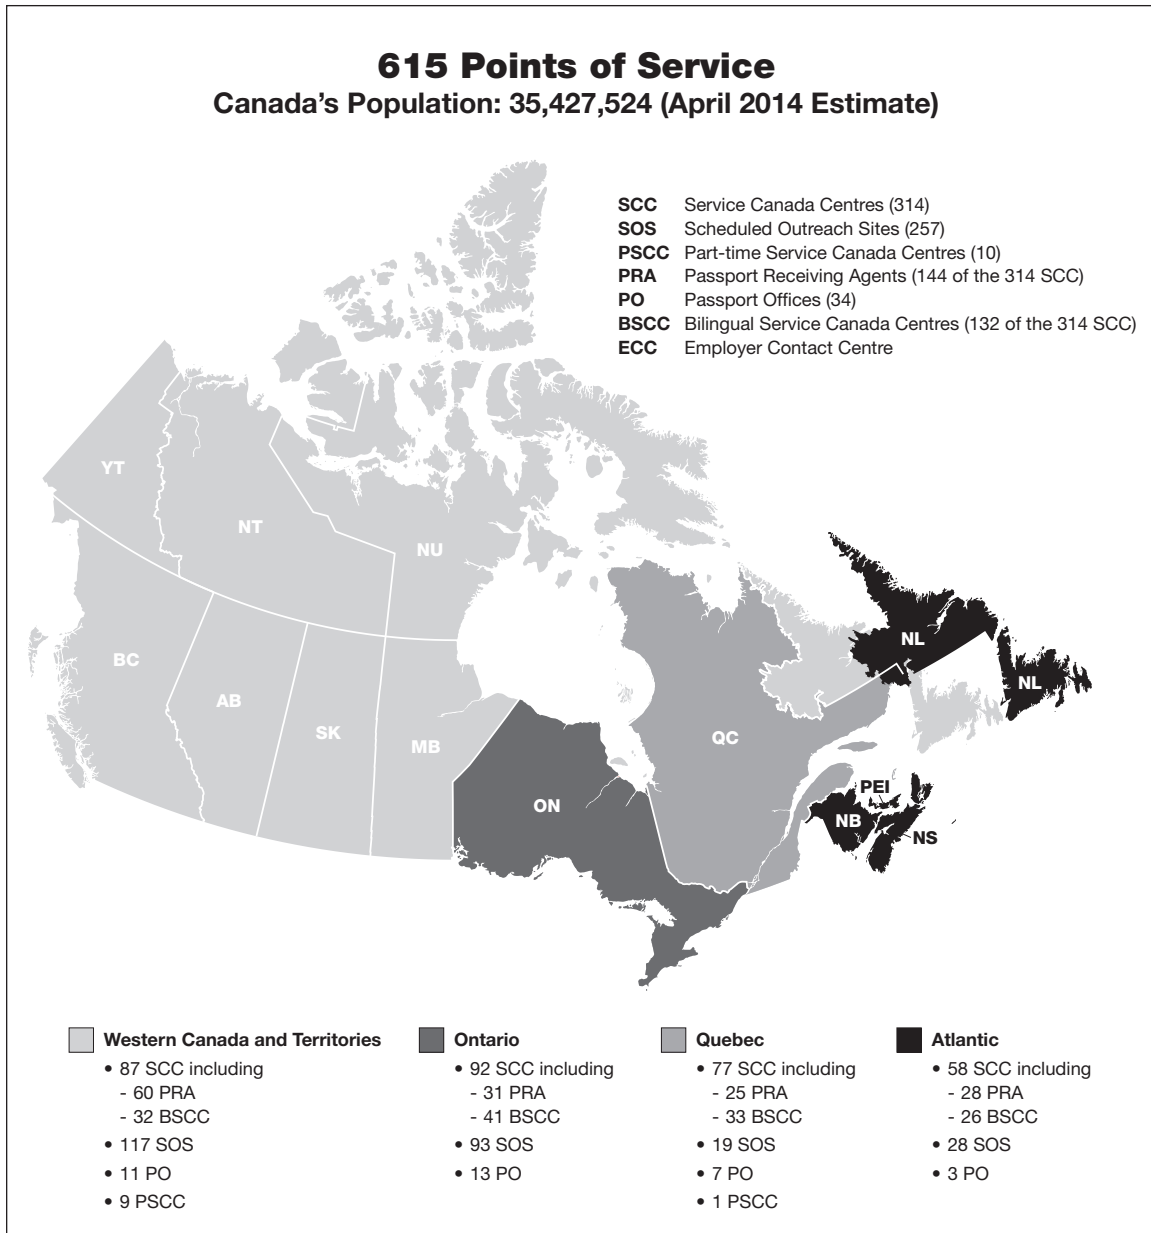 615 Points of Service
Canada's Population: 35,427,524 (April 2014 Estimate)
SCC Service Canada Centres (314)
SOS Scheduled Outreach Sites (257)
PSCC Part-time Service Canada Centres (10)
PRA Passport Receiving Agents (144 of the 314 SCC)
PO Passport Offices (34)
BSCC Bilingual Service Canada Centres (132 of the 314 SCC)
ECC Employer Contact Centre
YT
NT
NU
BC
AB
SK
MB
ON
QC
NL
NL
PEI
NB
NS
Western Canada and Territories
• 87 SCC including
- 60 PRA
- 32 BSCC
• 117 SOS
• 11 PO
• 9 PSCC
Ontario
• 92 SCC including
- 31 PRA
- 41 BSCC
• 93 SOS
• 13 PO
Quebec
• 77 SCC including
- 25 PRA
- 33 BSCC
• 19 SOS
• 7 PO
• 1 PSCC
Atlantic
• 58 SCC including
- 28 PRA
- 26 BSCC
• 28 SOS
• 3 PO